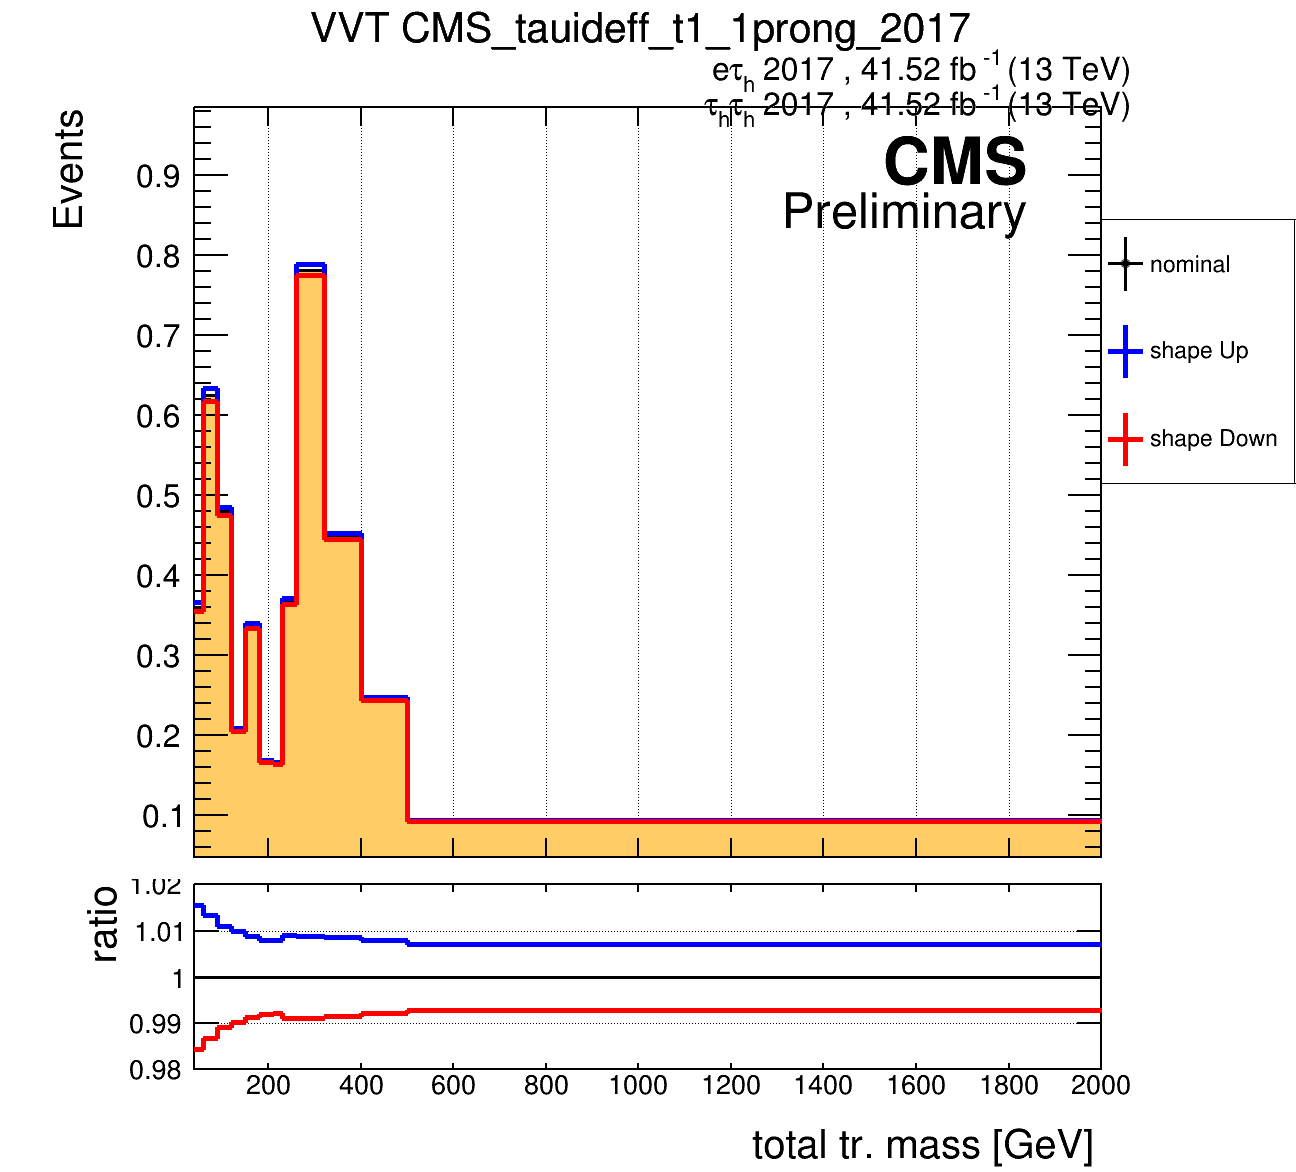 VVT CMS_tauideff_t1_1prong_2017
eτh 2017 , 41.52 fb -1 (13 TeV)
τhτh 2017 , 41.52 fb -1 (13 TeV)
CMS
Preliminary
Events
0.9
0.8
0.7
0.6
0.5
0.4
0.3
0.2
0.1
nominal
shape Up
shape Down
ratio
1.02
1.01
1
0.99
0.98
200 400 600 800 1000 1200 1400 1600 1800 2000
total tr. mass [GeV]